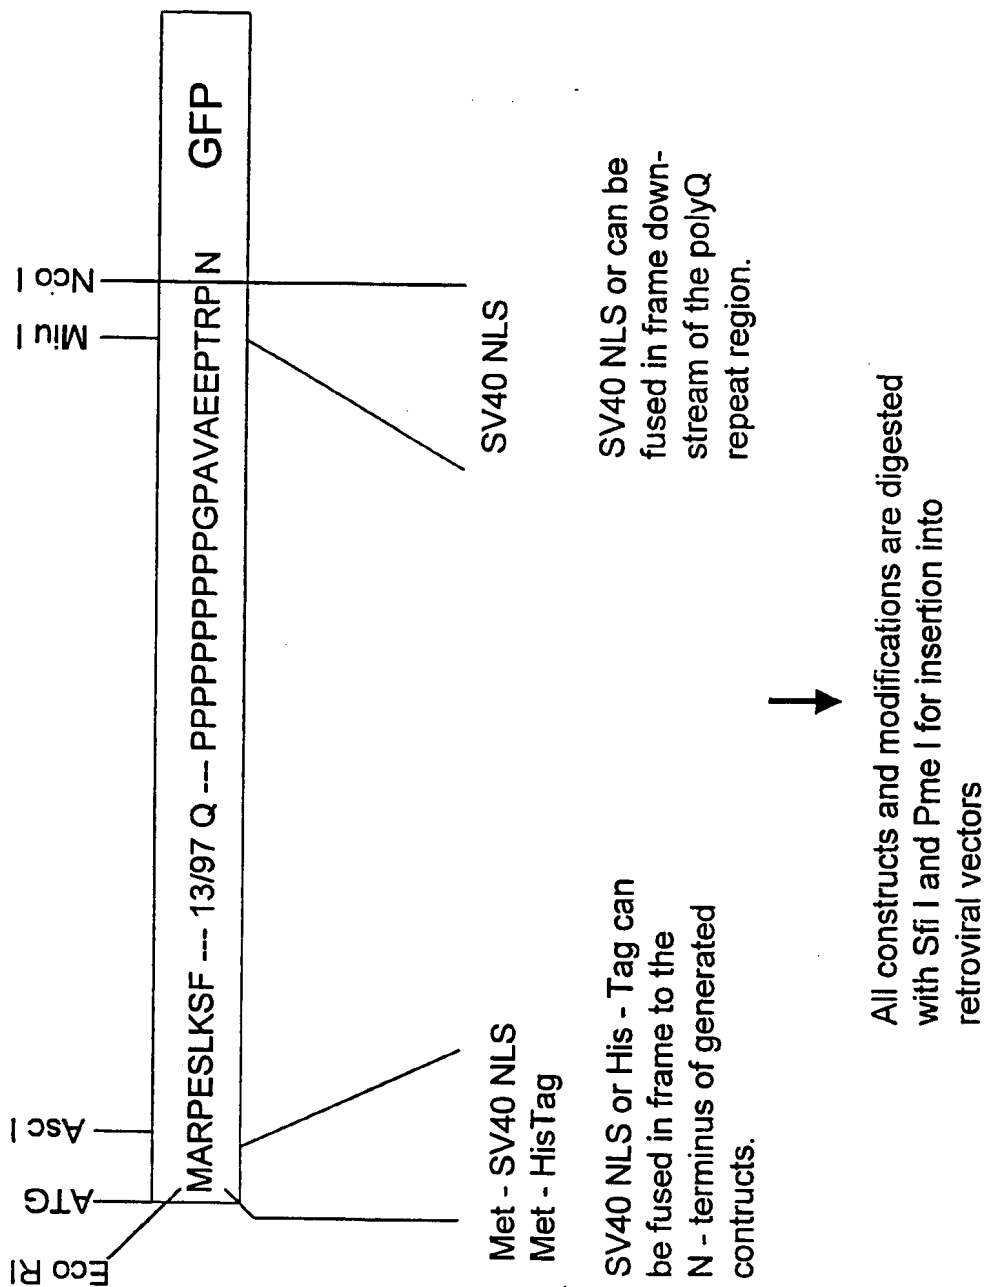 Eco RI
ATG
Asc I
Mlu I
Nco I
MARPESLKSF --- 13/97 Q --- PPPPPPPPPPPGPAVAEEPTRP N GFP
Met - SV40 NLS
Met - HisTag
SV40 NLS or His - Tag can
be fused in frame to the
N - terminus of generated
contructs.
SV40 NLS
SV40 NLS or can be
fused in frame down-
stream of the polyQ
repeat region.
All constructs and modifications are digested
with Sfi I and Pme I for insertion into
retroviral vectors